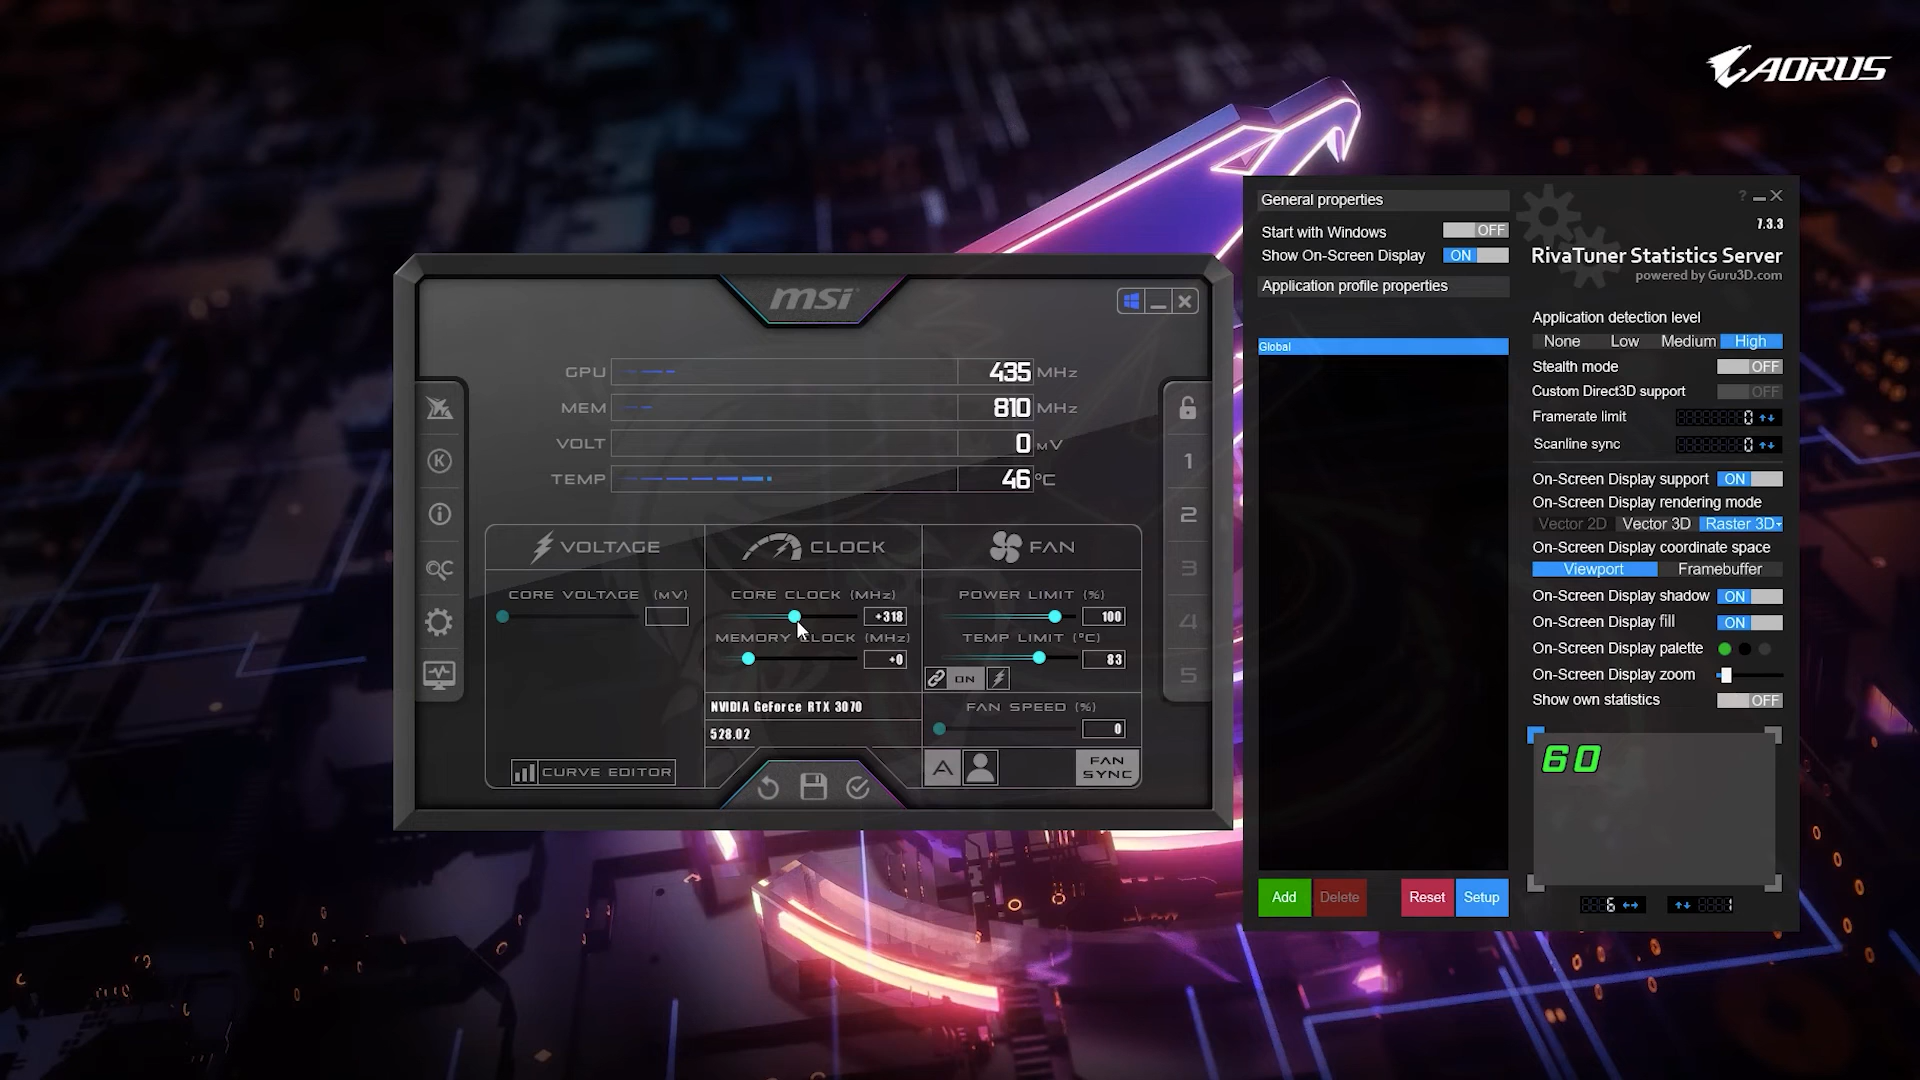 AORUS
msi
GPU 435 MHz
MEM 810 MHz
VOLT 0 MV
TEMP 46 °C
K
OC
1
2
3
4
5
VOLTAGE
CLOCK
FAN
CORE VOLTAGE (MV)
CORE CLOCK (MHz)
+318
MEMORY CLOCK (MHz)
+0
POWER LIMIT (%)
100
TEMP LIMIT (°C)
83
ON
NVIDIA GeForce RTX 3070
528.02
FAN SPEED (%)
0
CURVE EDITOR
A
FAN
SYNC
General properties
Start with Windows OFF
Show On-Screen Display ON
Application profile properties
Global
Add Delete Reset Setup
?
7.3.3
RivaTuner Statistics Server
powered by Guru3D.com
Application detection level
None Low Medium High
Stealth mode OFF
Custom Direct3D support OFF
Framerate limit 0
Scanline sync 0
On-Screen Display support ON
On-Screen Display rendering mode
Vector 2D Vector 3D Raster 3D
On-Screen Display coordinate space
Viewport Framebuffer
On-Screen Display shadow ON
On-Screen Display fill ON
On-Screen Display palette
On-Screen Display zoom
Show own statistics OFF
60
6 1